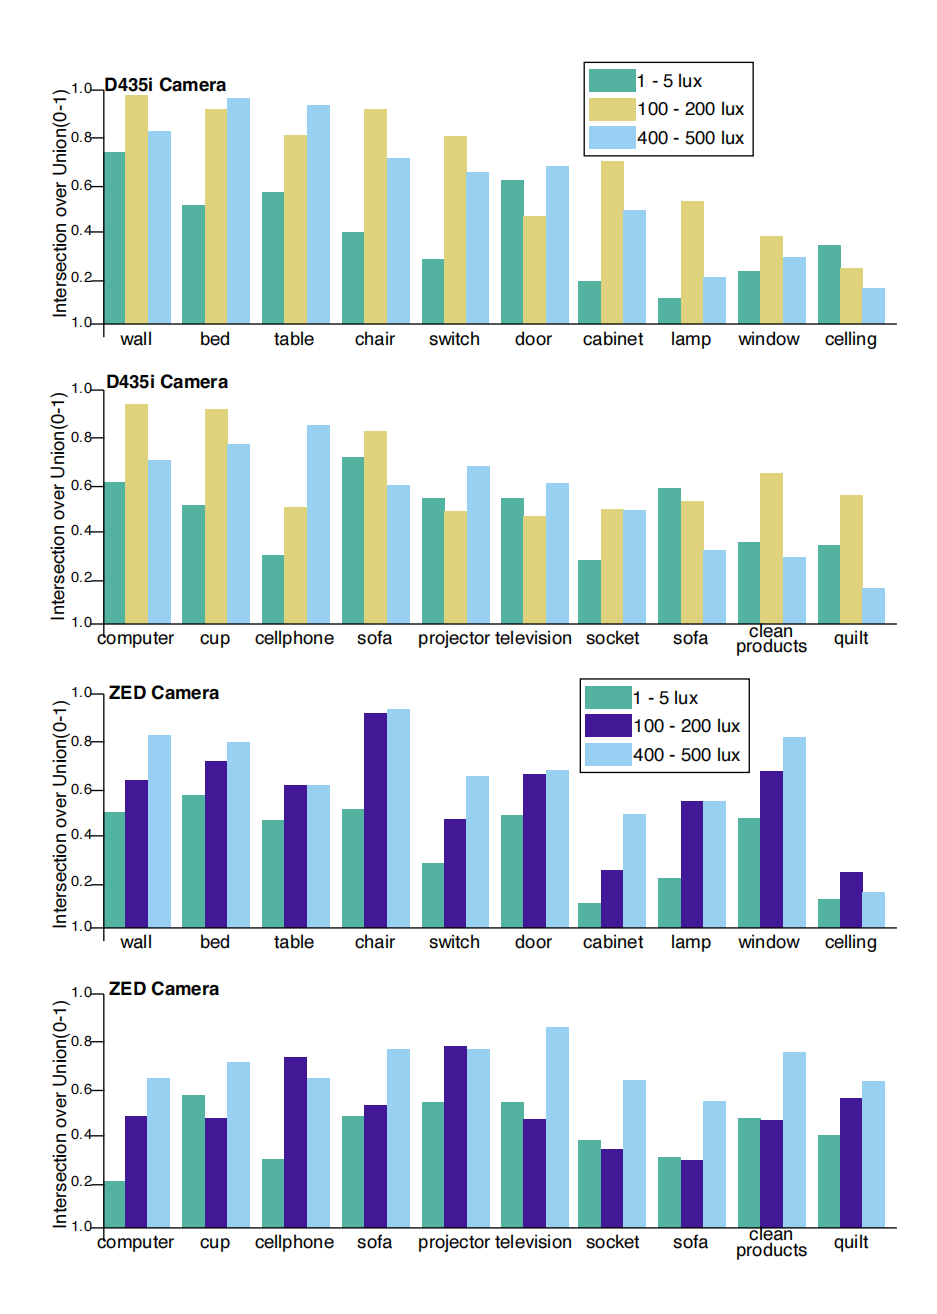 D435i Camera
1 - 5 lux
100 - 200 lux
400 - 500 lux
Intersection over Union(0-1)
1.0
0.8
0.6
0.4
0.2
1.0
wall bed table chair switch door cabinet lamp window celling
D435i Camera
Intersection over Union(0-1)
1.0
0.8
0.6
0.4
0.2
1.0
computer cup cellphone sofa projector television socket sofa clean products quilt
ZED Camera
1 - 5 lux
100 - 200 lux
400 - 500 lux
Intersection over Union(0-1)
1.0
0.8
0.6
0.4
0.2
1.0
wall bed table chair switch door cabinet lamp window celling
ZED Camera
Intersection over Union(0-1)
1.0
0.8
0.6
0.4
0.2
1.0
computer cup cellphone sofa projector television socket sofa clean products quilt